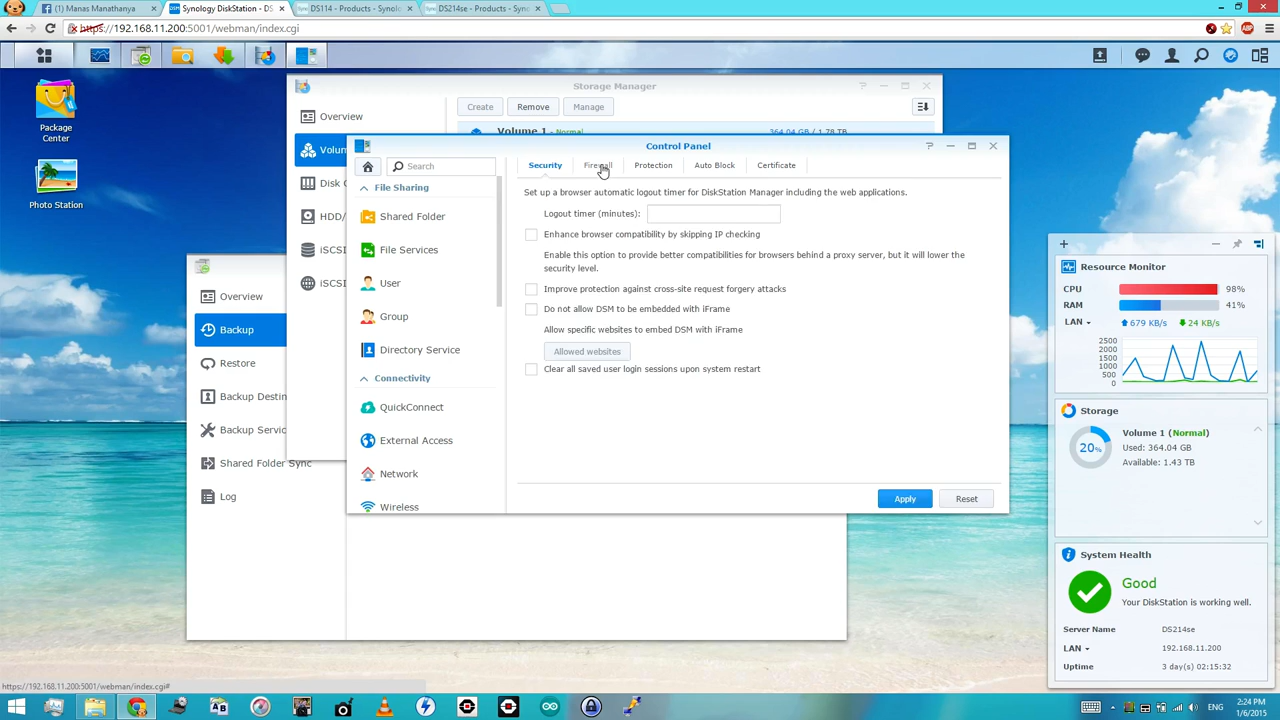 Manas Manathanya
Synology DiskStation - DS
DS114 - Products - Synolo
DS214se - Products - Syno
https://192.168.11.200:5001/webman/index.cgi
ABP
Package
Center
Photo Station
Storage Manager
Overview
Create
Remove
Manage
Volume 1 - Normal
364.04 GB / 1.78 TB
HDD/
iSCSI
iSCSI
Overview
Backup
Restore
Shared Folder Sync
Log
Control Panel
Search
File Sharing
Shared Folder
File Services
User
Group
Directory Service
Connectivity
QuickConnect
External Access
Network
Wireless
Security
Firewall
Protection
Auto Block
Certificate
Set up a browser automatic logout timer for DiskStation Manager including the web applications.
Logout timer (minutes):
Enhance browser compatibility by skipping IP checking
Enable this option to provide better compatibilities for browsers behind a proxy server, but it will lower the
security level.
Improve protection against cross-site request forgery attacks
Do not allow DSM to be embedded with iFrame
Allow specific websites to embed DSM with iFrame
Allowed websites
Clear all saved user login sessions upon system restart
Apply
Reset
Resource Monitor
CPU
98%
RAM
41%
LAN
679 KB/s
24 KB/s
2500
2000
1500
1000
500
0
Storage
20%
Volume 1 (Normal)
Used: 364.04 GB
Available: 1.43 TB
System Health
Good
Your DiskStation is working well.
Server Name
DS214se
LAN
192.168.11.200
Uptime
3 day(s) 02:15:32
https://192.168.11.200:5001/webman/index.cgi#
ENG
2:24 PM
1/6/2015